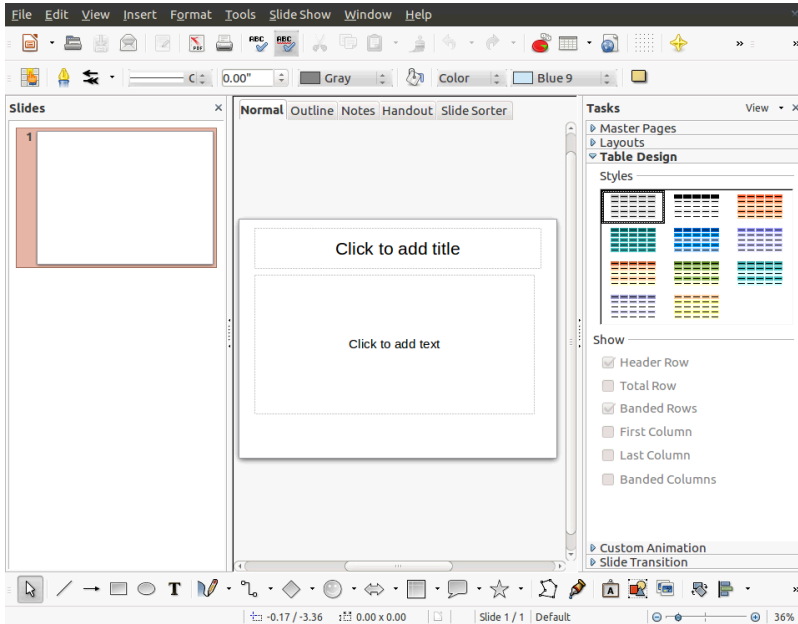 File Edit View Insert Format Tools Slide Show Window Help
PDF ABC ABC
C 0.00" Gray Color Blue 9
Slides
1
Normal Outline Notes Handout Slide Sorter
Click to add title
Click to add text
Tasks View
Master Pages
Layouts
Table Design
Styles
Show
Header Row
Total Row
Banded Rows
First Column
Last Column
Banded Columns
Custom Animation
Slide Transition
T A
-0.17 / -3.36 0.00 x 0.00 Slide 1 / 1 Default 36%